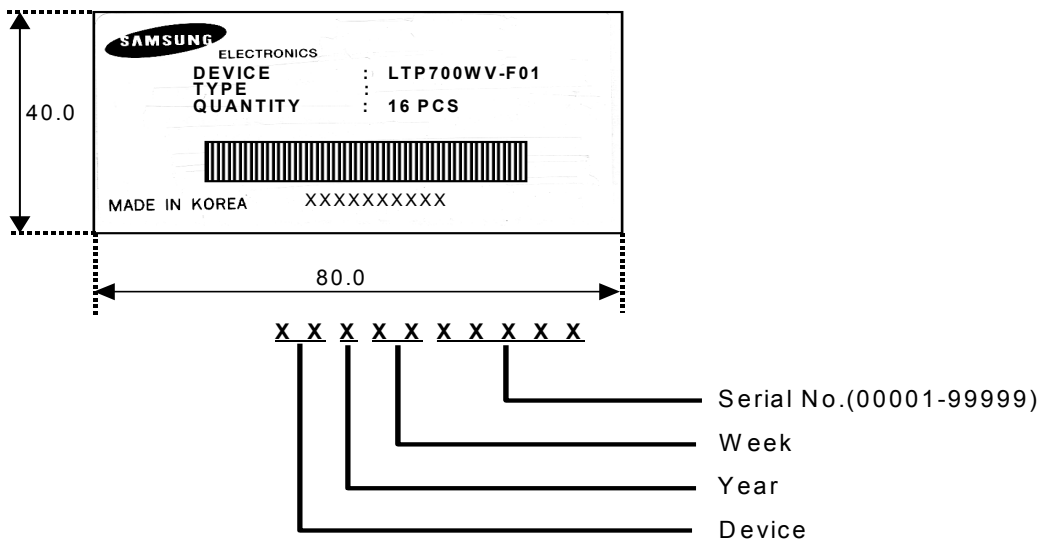 SAMSUNG
ELECTRONICS
DEVICE : LTP700WV-F01
TYPE :
QUANTITY : 16 PCS
40.0
MADE IN KOREA XXXXXXXXXX
80.0
X X X X X X X X X X
Serial No.(00001-99999)
Week
Year
Device